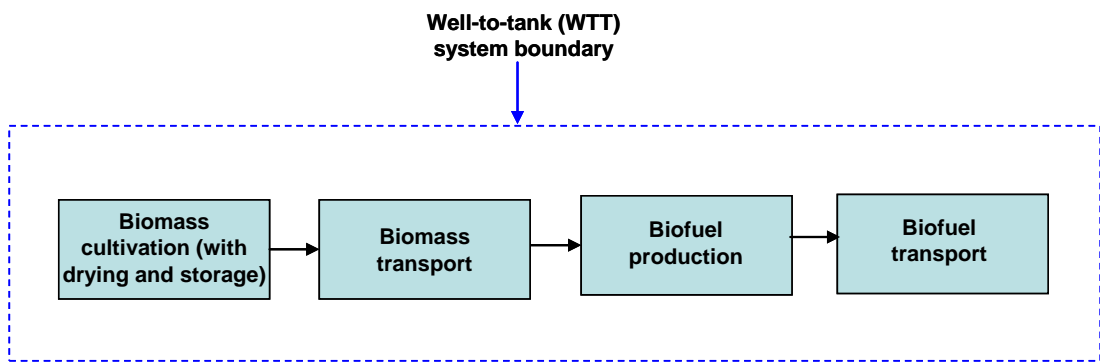 Well-to-tank (WTT)
system boundary
Biomass
cultivation (with
drying and storage)
Biomass
transport
Biofuel
production
Biofuel
transport